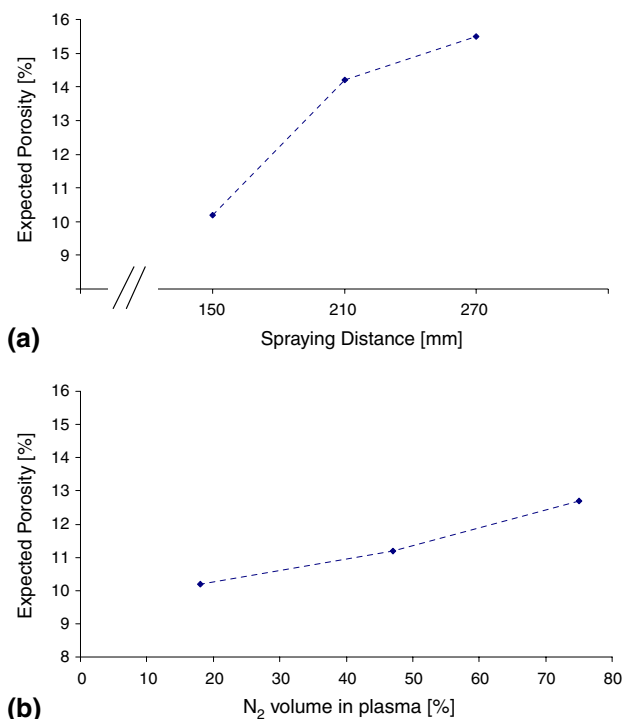 16
15
14
13
12
11
10
9
Expected Porosity [%]
150 210 270
Spraying Distance [mm]
(a)
16
15
14
13
12
11
10
9
8
Expected Porosity [%]
0 10 20 30 40 50 60 70 80
N₂ volume in plasma [%]
(b)